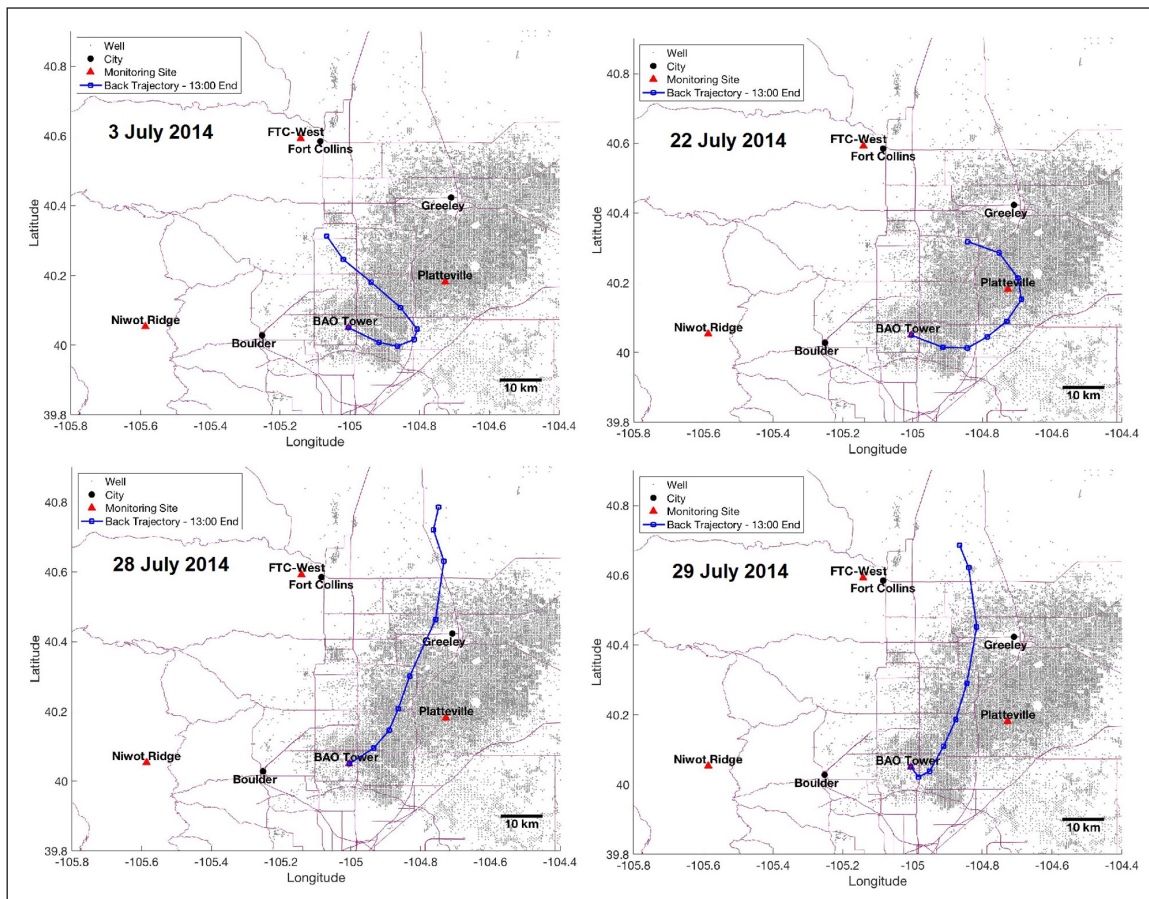 Well
City
Monitoring Site
Back Trajectory - 13:00 End
3 July 2014
FTC-West
Fort Collins
Greeley
Platteville
BAO Tower
Niwot Ridge
Boulder
10 km
40.8
40.6
40.4
40.2
40
39.8
Latitude
-105.8 -105.6 -105.4 -105.2 -105 -104.8 -104.6 -104.4
Longitude
Well
City
Monitoring Site
Back Trajectory - 13:00 End
22 July 2014
FTC-West
Fort Collins
Greeley
Platteville
BAO Tower
Niwot Ridge
Boulder
10 km
40.8
40.6
40.4
40.2
40
39.8
Latitude
-105.8 -105.6 -105.4 -105.2 -105 -104.8 -104.6 -104.4
Longitude
Well
City
Monitoring Site
Back Trajectory - 13:00 End
28 July 2014
FTC-West
Fort Collins
Greeley
Platteville
BAO Tower
Niwot Ridge
Boulder
10 km
40.8
40.6
40.4
40.2
40
39.8
Latitude
-105.8 -105.6 -105.4 -105.2 -105 -104.8 -104.6 -104.4
Longitude
Well
City
Monitoring Site
Back Trajectory - 13:00 End
29 July 2014
FTC-West
Fort Collins
Greeley
Platteville
BAO Tower
Niwot Ridge
Boulder
10 km
40.8
40.6
40.4
40.2
40
39.8
Latitude
-105.8 -105.6 -105.4 -105.2 -105 -104.8 -104.6 -104.4
Longitude